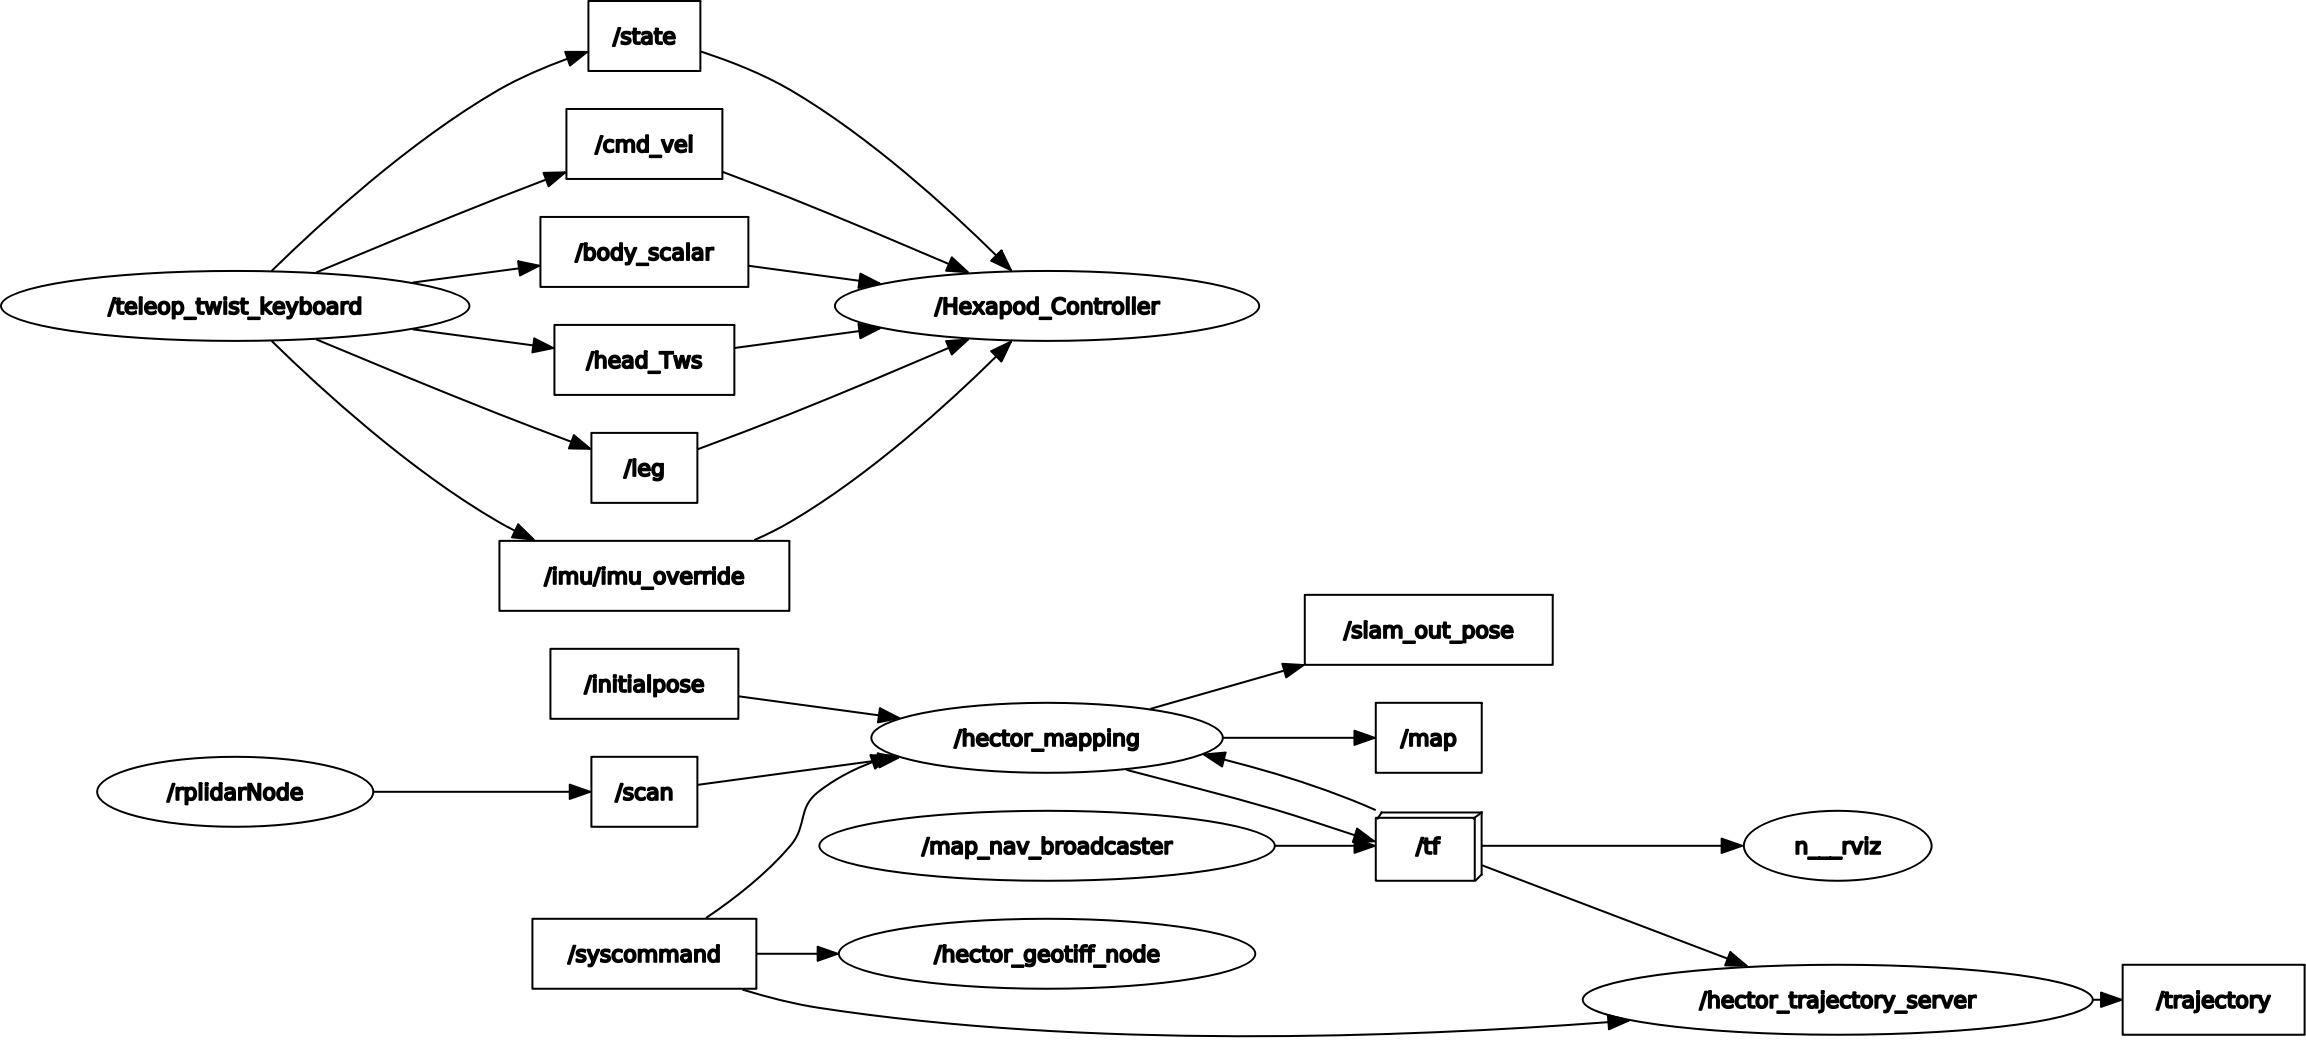 /state
/cmd_vel
/body_scalar
/teleop_twist_keyboard
/Hexapod_Controller
/head_Tws
/leg
/imu/imu_override
/slam_out_pose
/initialpose
/hector_mapping
/map
/rplidarNode
/scan
/map_nav_broadcaster
/tf
n___rviz
/syscommand
/hector_geotiff_node
/hector_trajectory_server
/trajectory